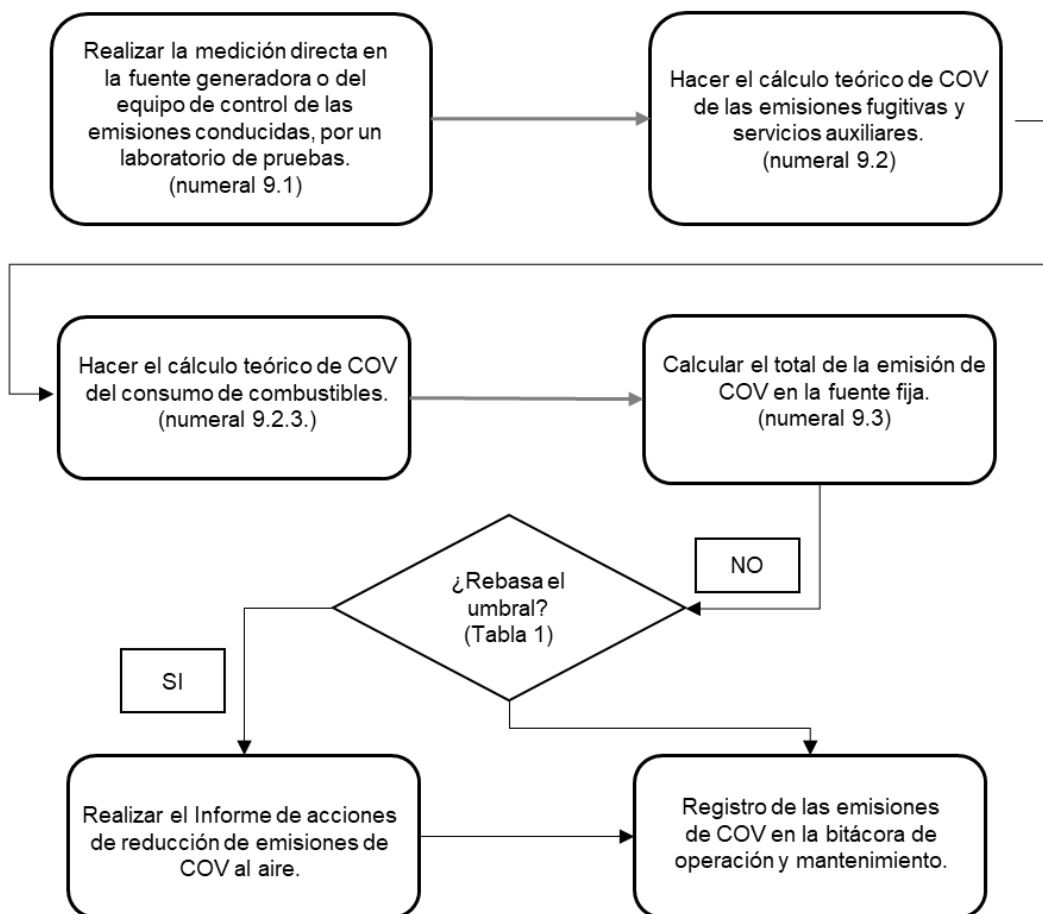 Realizar la medición directa en
la fuente generadora o del
equipo de control de las
emisiones conducidas, por un
laboratorio de pruebas.
(numeral 9.1)
Hacer el cálculo teórico de COV
de las emisiones fugitivas y
servicios auxiliares.
(numeral 9.2)
Hacer el cálculo teórico de COV
del consumo de combustibles.
(numeral 9.2.3.)
Calcular el total de la emisión de
COV en la fuente fija.
(numeral 9.3)
¿Rebasa el
umbral?
(Tabla 1)
NO
SI
Realizar el Informe de acciones
de reducción de emisiones de
COV al aire.
Registro de las emisiones
de COV en la bitácora de
operación y mantenimiento.